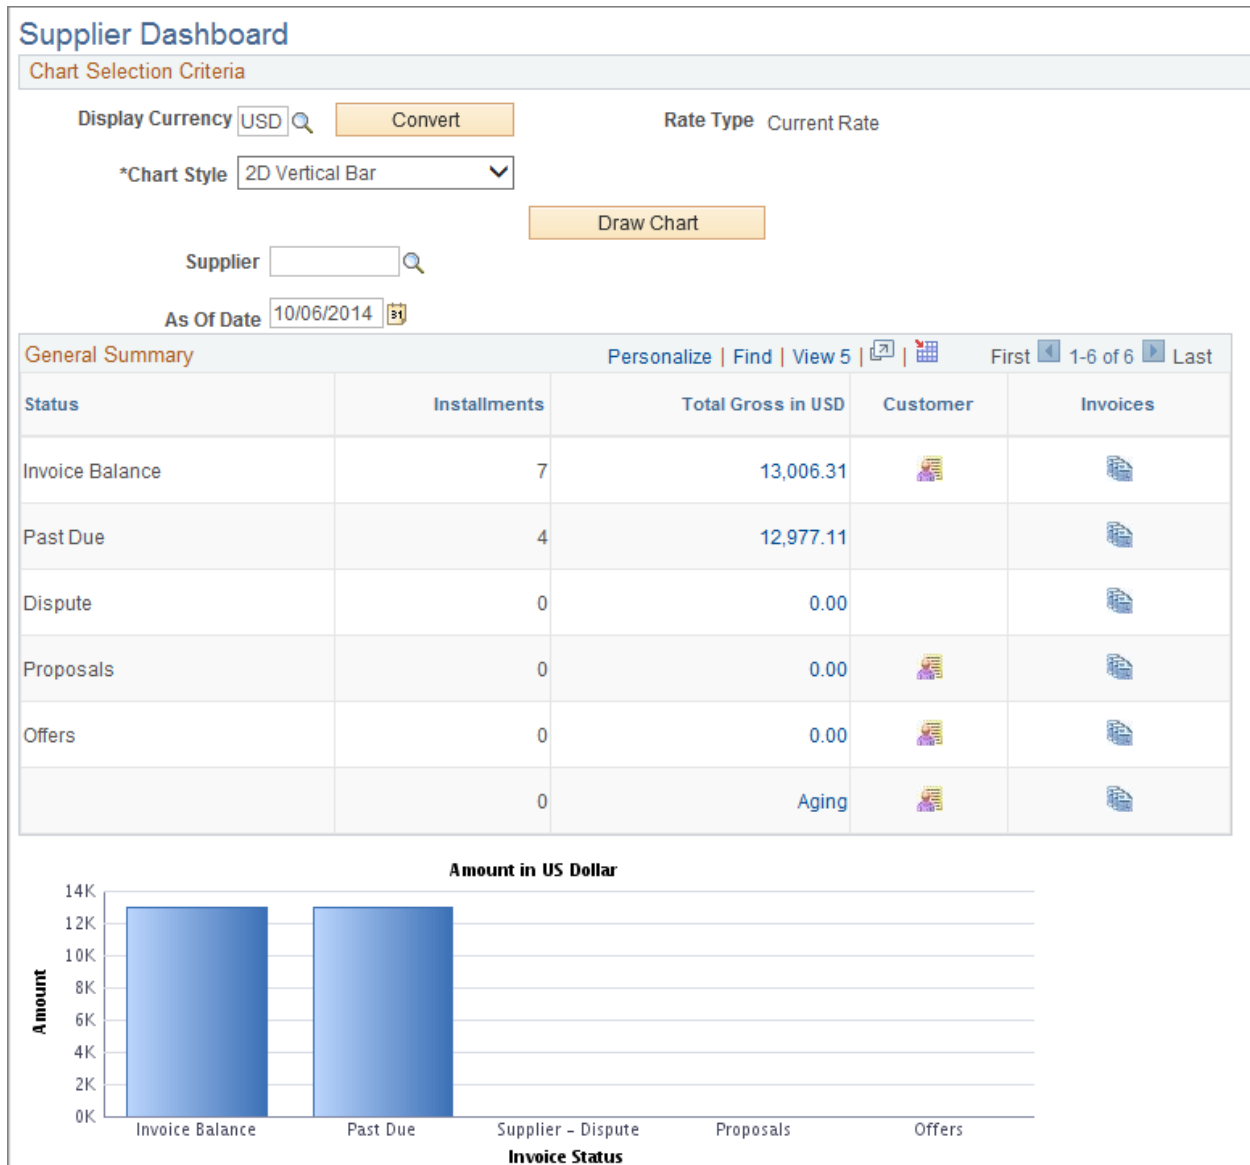 Supplier Dashboard
Chart Selection Criteria
Display Currency USD Convert Rate Type Current Rate
*Chart Style 2D Vertical Bar
Draw Chart
Supplier
As Of Date 10/06/2014 31
General Summary Personalize | Find | View 5 | | First 1-6 of 6 Last
Status Installments Total Gross in USD Customer Invoices
Invoice Balance 7 13,006.31
Past Due 4 12,977.11
Dispute 0 0.00
Proposals 0 0.00
Offers 0 0.00
0 Aging
Amount in US Dollar
14K
12K
10K
8K
6K
4K
2K
0K
Amount
Invoice Balance Past Due Supplier - Dispute Proposals Offers
Invoice Status